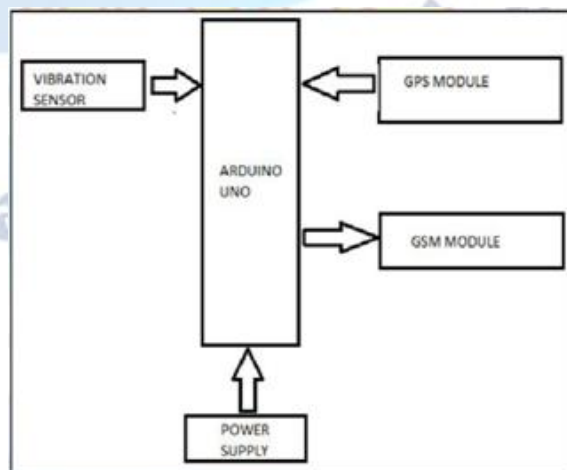 VIBRATION
SENSOR
GPS MODULE
ARDUINO
UNO
GSM MODULE
POWER
SUPPLY